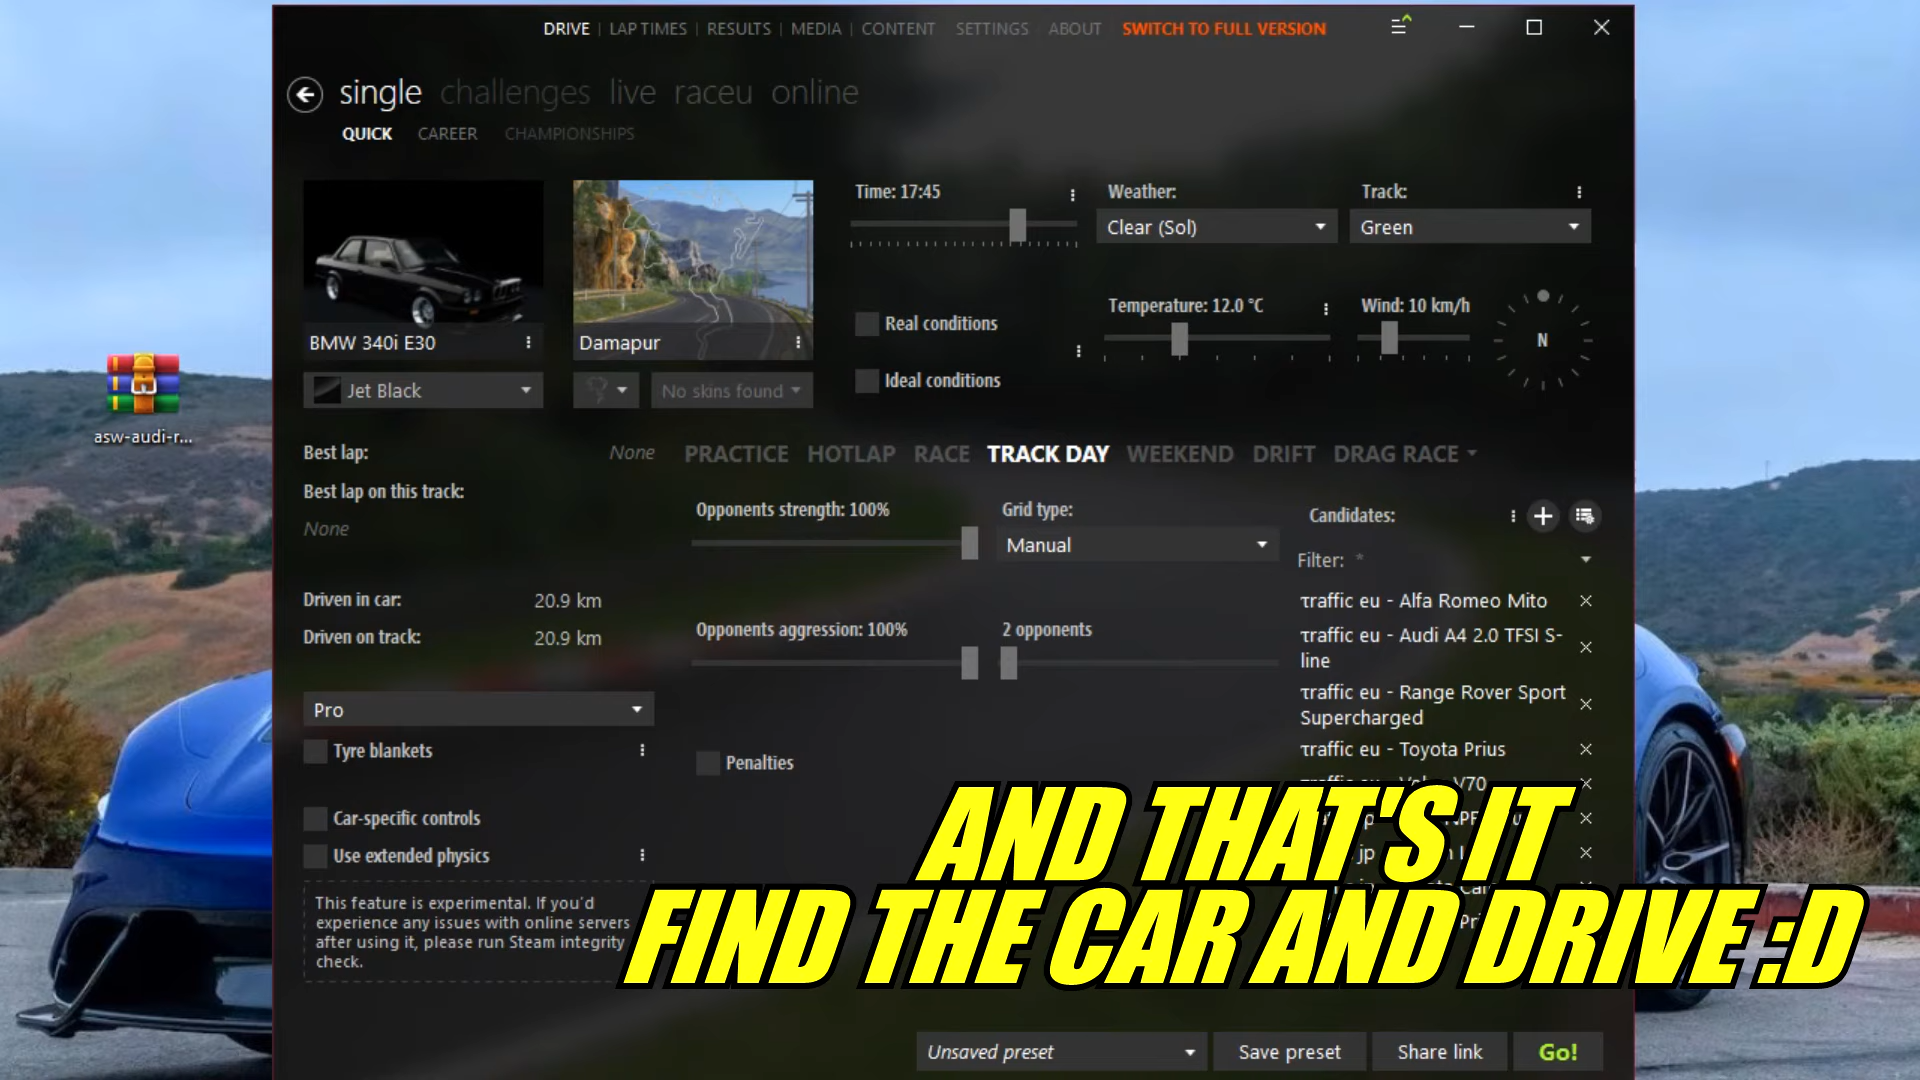 DRIVE | LAP TIMES | RESULTS | MEDIA | CONTENT SETTINGS ABOUT SWITCH TO FULL VERSION
single challenges live raceu online
QUICK CAREER CHAMPIONSHIPS
Time: 17:45
Weather:
Track:
Clear (Sol)
Green
Real conditions
Temperature: 12.0 °C
Wind: 10 km/h
N
BMW 340i E30
Damapur
Ideal conditions
Jet Black
No skins found
asw-audi-r...
Best lap: None
Best lap on this track:
None
PRACTICE HOTLAP RACE TRACK DAY WEEKEND DRIFT DRAG RACE
Opponents strength: 100%
Grid type:
Manual
Candidates:
Filter: *
Driven in car: 20.9 km
Driven on track: 20.9 km
Opponents aggression: 100%
2 opponents
τraffic eu - Alfa Romeo Mito
τraffic eu - Audi A4 2.0 TFSI S-
line
τraffic eu - Range Rover Sport
Supercharged
τraffic eu - Toyota Prius
V70
jp
Pro
Tyre blankets
Penalties
Car-specific controls
Use extended physics
This feature is experimental. If you'd
experience any issues with online servers
after using it, please run Steam integrity
check.
AND THAT'S IT
FIND THE CAR AND DRIVE :D
Unsaved preset
Save preset
Share link
Go!